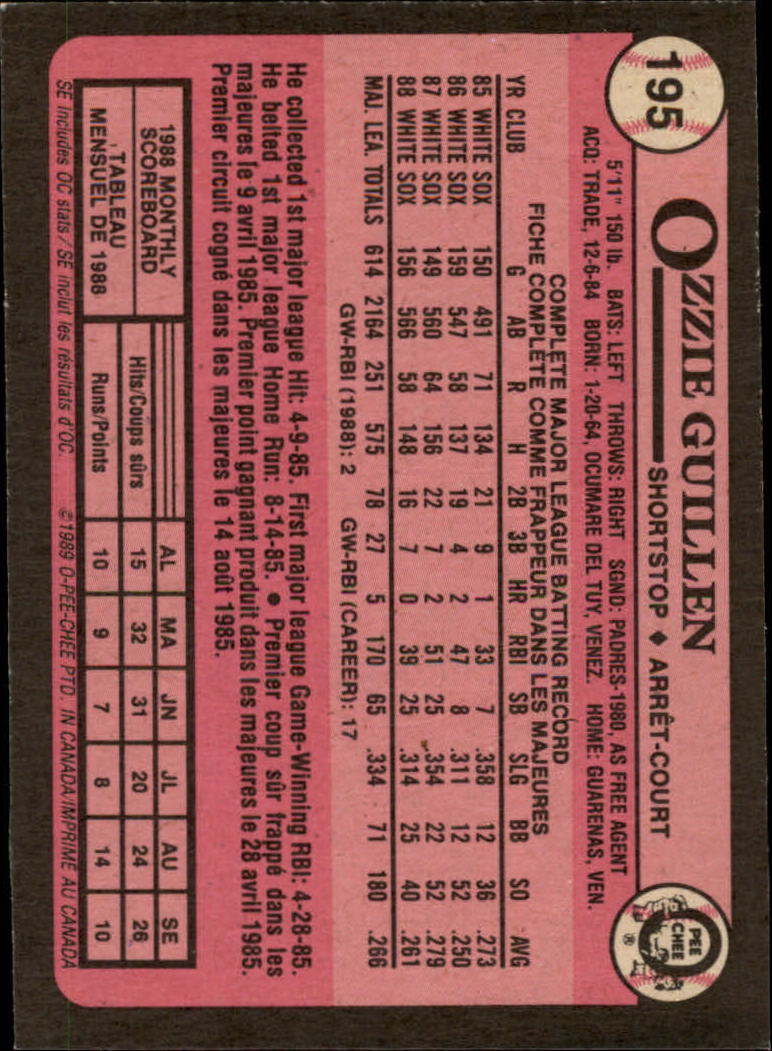 195
OZZIE GUILLEN
SHORTSTOP ♦ ARRÊT-COURT
O PEE CHEE ®
5'11" 150 lb. BATS: LEFT THROWS: RIGHT SGND: PADRES-1980, AS FREE AGENT
ACQ: TRADE, 12-6-84 BORN: 1-20-64, OCUMARE DEL TUY, VENEZ. HOME: GUARENAS, VEN.
COMPLETE MAJOR LEAGUE BATTING RECORD
FICHE COMPLÈTE COMME FRAPPEUR DANS LES MAJEURES
YR CLUB G AB R H 2B 3B HR RBI SB SLG BB SO AVG
85 WHITE SOX 150 491 71 134 21 9 1 33 7 .358 12 36 .273
86 WHITE SOX 159 547 58 137 19 4 2 47 8 .311 12 52 .250
87 WHITE SOX 149 560 64 156 22 7 2 51 25 .354 22 52 .279
88 WHITE SOX 156 566 58 148 16 7 0 39 25 .314 25 40 .261
MAJ. LEA. TOTALS 614 2164 251 575 78 27 5 170 65 .334 71 180 .266
GW-RBI (1988): 2 GW-RBI (CAREER): 17
He collected 1st major league Hit: 4-9-85. First major league Game-Winning RBI: 4-28-85.
He belted 1st major league Home Run: 8-14-85. ● Premier coup sûr frappé dans les
majeures le 9 avril 1985. Premier point gagnant produit dans les majeures le 28 avril 1985.
Premier circuit cogné dans les majeures le 14 août 1985.
1988 MONTHLY
SCOREBOARD
TABLEAU
MENSUEL DE 1988
AL MA JN JL AU SE
Hits/Coups sûrs 15 32 31 20 24 26
Runs/Points 10 9 7 8 14 10
SE includes OC stats/SE inclut les résultats d'OC. ©1989 O-PEE-CHEE PTD. IN CANADA/IMPRIMÉ AU CANADA